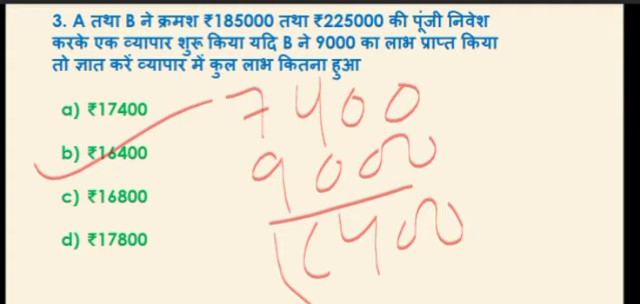 3. A तथा B ने क्रमश ₹185000 तथा ₹225000 की पूंजी निवेश
करके एक व्यापार शुरू किया यदि B ने 9000 का लाभ प्राप्त किया
तो ज्ञात करें व्यापार में कुल लाभ कितना हुआ
a) ₹17400
b) ₹16400
c) ₹16800
d) ₹17800
7400
9000
16400